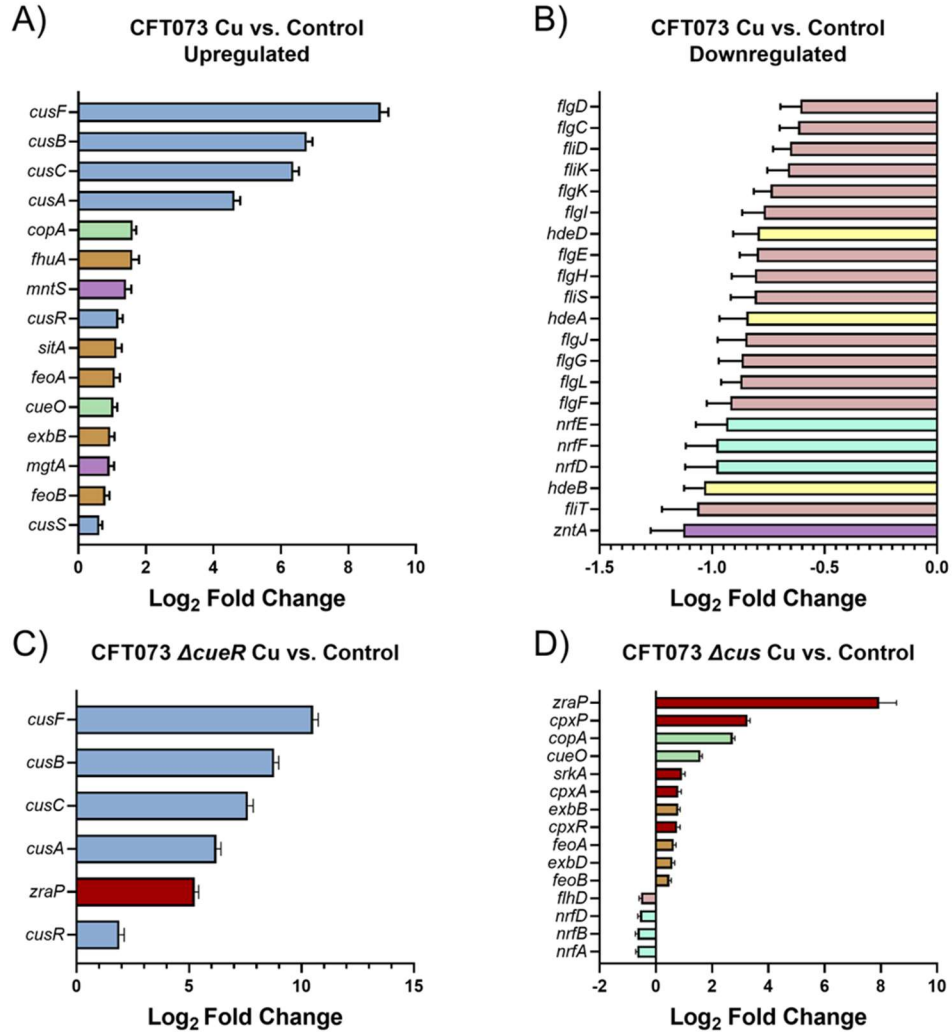 A)
CFT073 Cu vs. Control
Upregulated
cusF
cusB
cusC
cusA
copA
fhuA
mntS
cusR
sitA
feoA
cueO
exbB
mgtA
feoB
cusS
0 2 4 6 8 10
Log2 Fold Change
B)
CFT073 Cu vs. Control
Downregulated
flgD
flgC
fliD
fliK
flgK
flgI
hdeD
flgE
flgH
fliS
hdeA
flgJ
flgG
flgL
flgF
nrfE
nrfF
nrfD
hdeB
fliT
zntA
-1.5 -1.0 -0.5 0.0
Log2 Fold Change
C)
CFT073 ΔcueR Cu vs. Control
cusF
cusB
cusC
cusA
zraP
cusR
0 5 10 15
Log2 Fold Change
D)
CFT073 Δcus Cu vs. Control
zraP
cpxP
copA
cueO
srkA
cpxA
exbB
cpxR
feoA
exbD
feoB
flhD
nrfD
nrfB
nrfA
-2 0 2 4 6 8 10
Log2 Fold Change